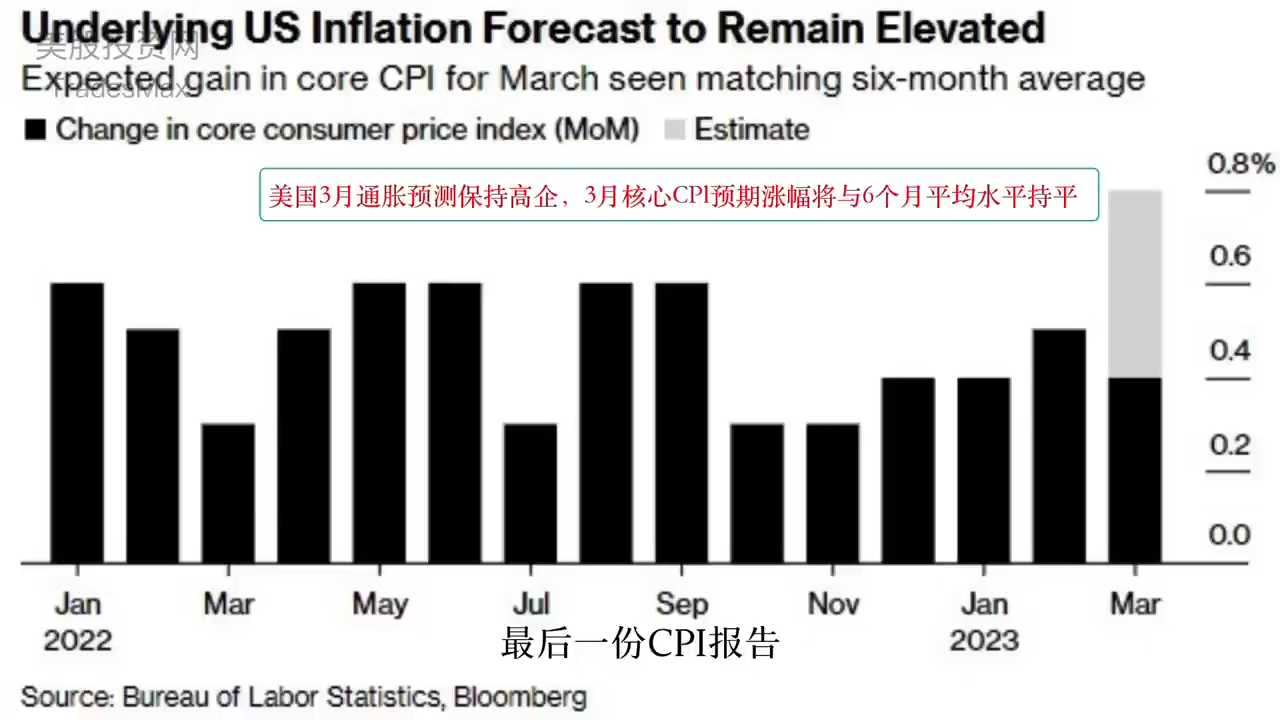 Underlying US Inflation Forecast to Remain Elevated
美股投资网
Expected gain in core CPI for March seen matching six-month average
TradesMax
Change in core consumer price index (MoM) Estimate
0.8%
美国3月通胀预测保持高企，3月核心CPI预期涨幅将与6个月平均水平持平
0.6
0.4
0.2
0.0
Jan Mar May Jul Sep Nov Jan Mar
2022 2023
最后一份CPI报告
Source: Bureau of Labor Statistics, Bloomberg